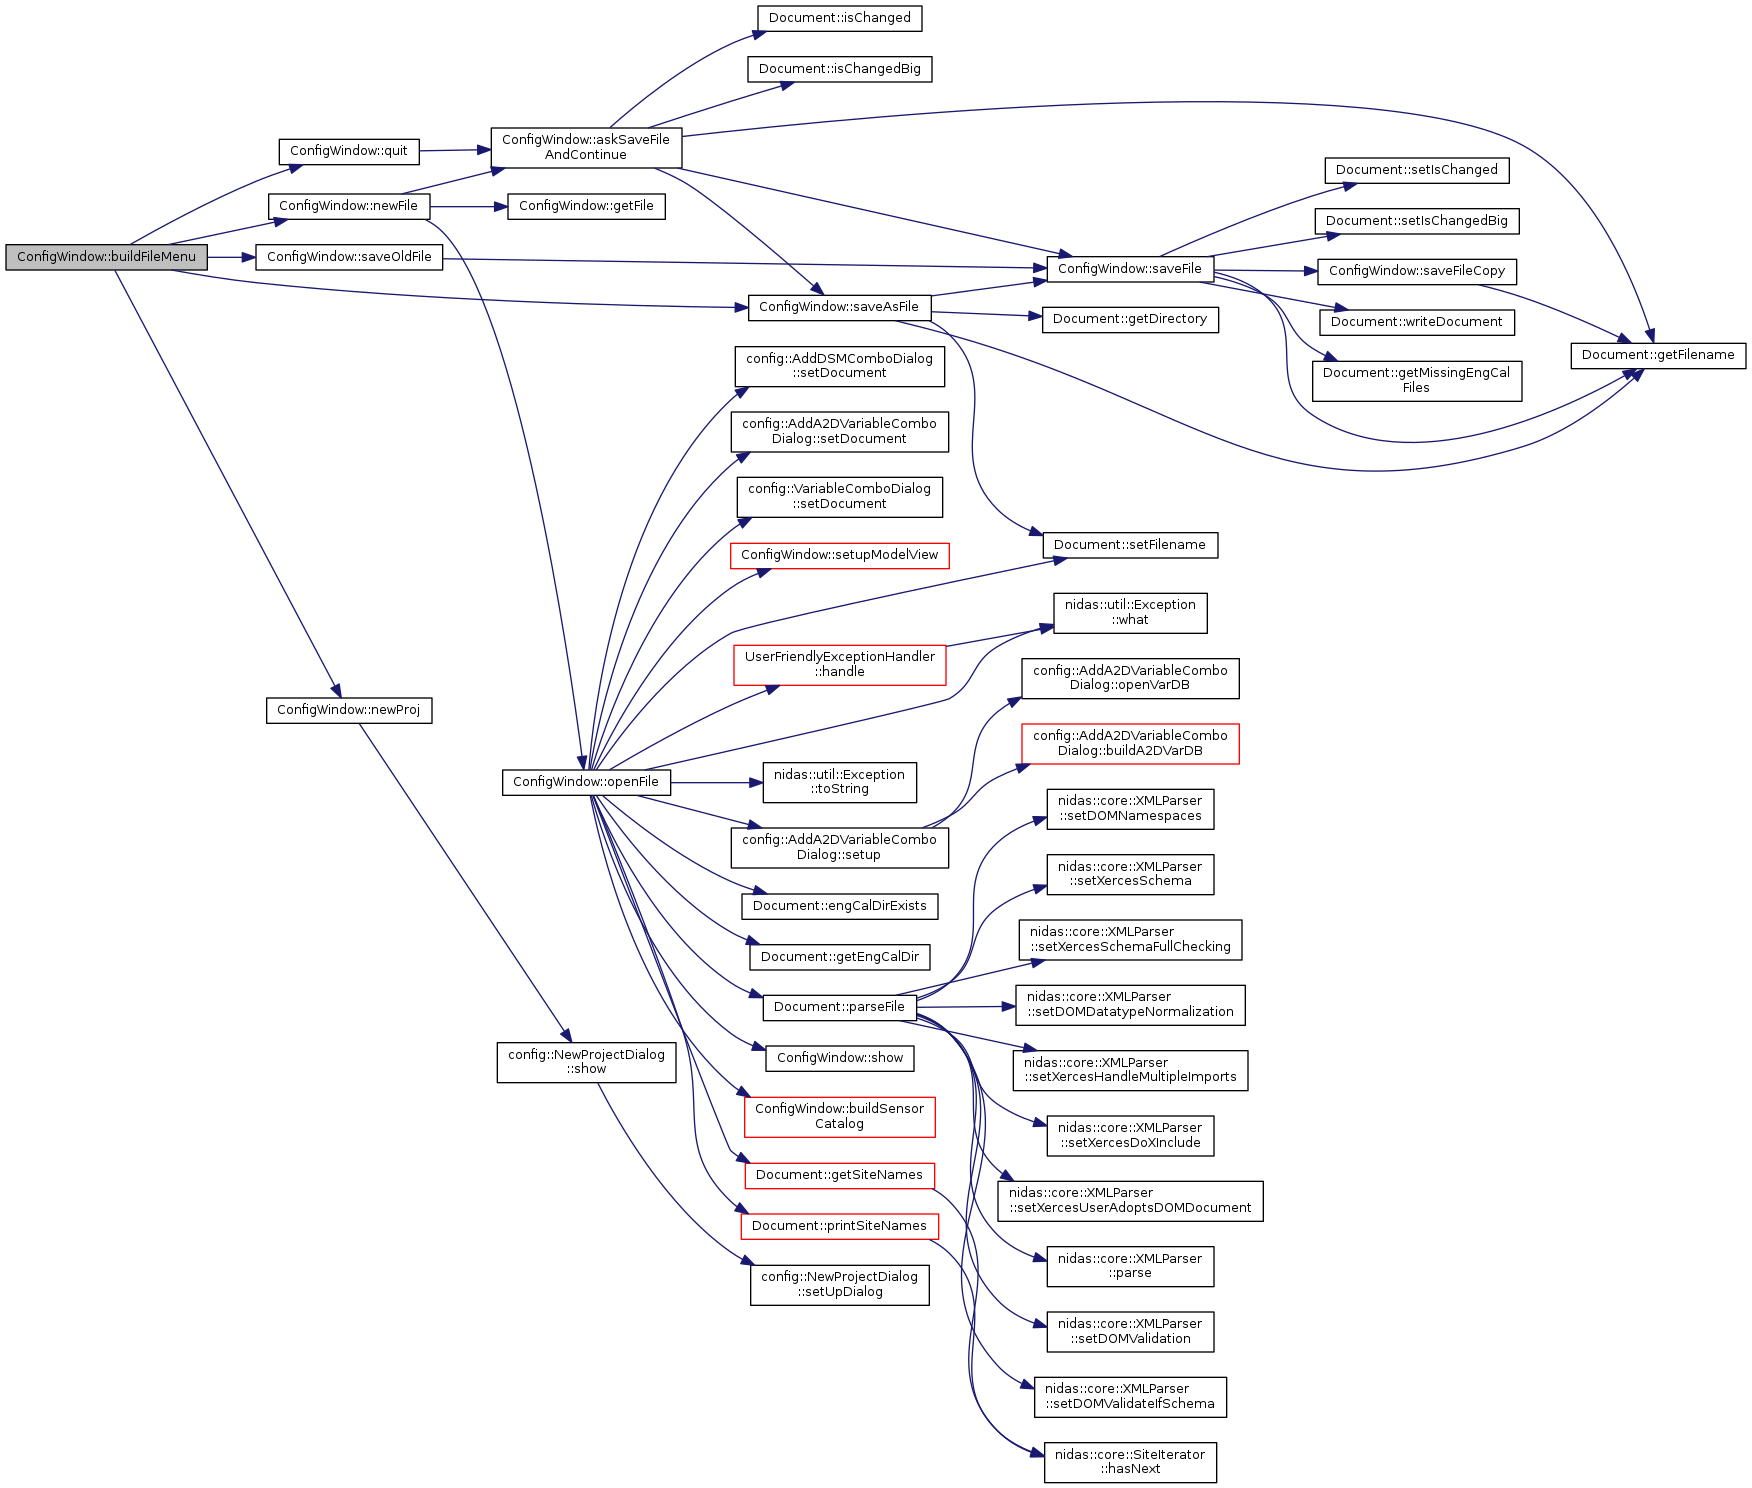 Document::isChanged
Document::isChangedBig
ConfigWindow::askSaveFile
AndContinue
ConfigWindow::quit
ConfigWindow::newFile
ConfigWindow::getFile
ConfigWindow::buildFileMenu
ConfigWindow::saveOldFile
ConfigWindow::saveFile
Document::setIsChanged
Document::setIsChangedBig
ConfigWindow::saveFileCopy
Document::writeDocument
Document::getMissingEngCal
Files
Document::getFilename
ConfigWindow::saveAsFile
Document::getDirectory
config::AddDSMComboDialog
::setDocument
config::AddA2DVariableCombo
Dialog::setDocument
config::VariableComboDialog
::setDocument
ConfigWindow::setupModelView
Document::setFilename
nidas::util::Exception
::what
UserFriendlyExceptionHandler
::handle
config::AddA2DVariableCombo
Dialog::openVarDB
ConfigWindow::newProj
config::AddA2DVariableCombo
Dialog::buildA2DVarDB
ConfigWindow::openFile
nidas::util::Exception
::toString
config::AddA2DVariableCombo
Dialog::setup
nidas::core::XMLParser
::setDOMNamespaces
nidas::core::XMLParser
::setXercesSchema
Document::engCalDirExists
Document::getEngCalDir
nidas::core::XMLParser
::setXercesSchemaFullChecking
Document::parseFile
nidas::core::XMLParser
::setDOMDatatypeNormalization
config::NewProjectDialog
::show
ConfigWindow::show
nidas::core::XMLParser
::setXercesHandleMultipleImports
ConfigWindow::buildSensor
Catalog
nidas::core::XMLParser
::setXercesDoXInclude
Document::getSiteNames
nidas::core::XMLParser
::setXercesUserAdoptsDOMDocument
Document::printSiteNames
nidas::core::XMLParser
::parse
config::NewProjectDialog
::setUpDialog
nidas::core::XMLParser
::setDOMValidation
nidas::core::XMLParser
::setDOMValidateIfSchema
nidas::core::SiteIterator
::hasNext